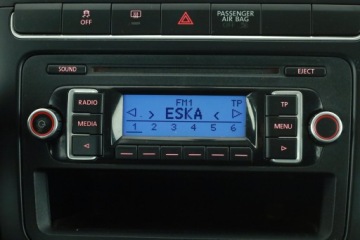 OFF
PASSENGER
AIR BAG
SOUND
EJECT
RADIO
FM1
TP
TP
ESKA
MEDIA
MENU
1 2 3 4 5 6